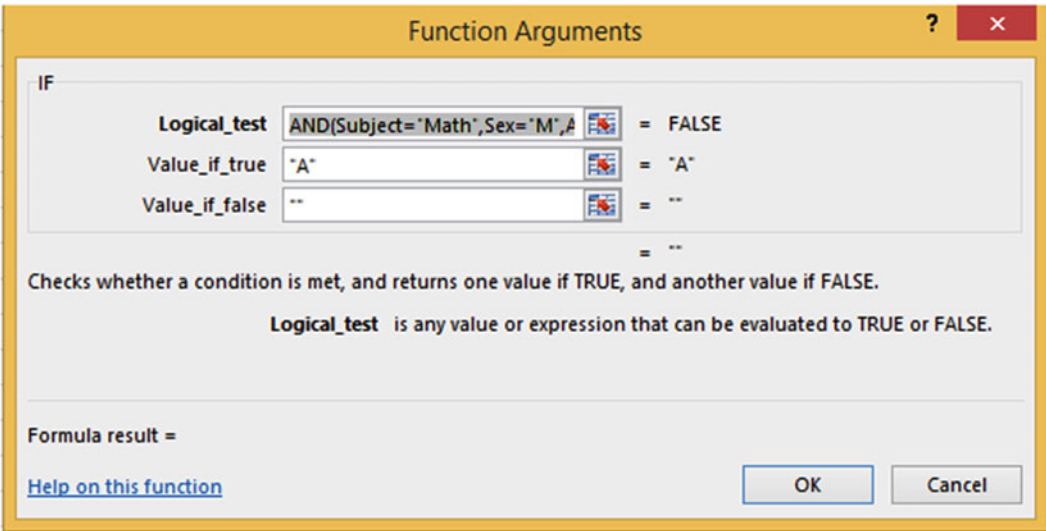 Function Arguments ?
IF
Logical_test AND(Subject="Math",Sex="M",A = FALSE
Value_if_true "A" = "A"
Value_if_false "" = ""
= ""
Checks whether a condition is met, and returns one value if TRUE, and another value if FALSE.
Logical_test is any value or expression that can be evaluated to TRUE or FALSE.
Formula result =
Help on this function OK Cancel